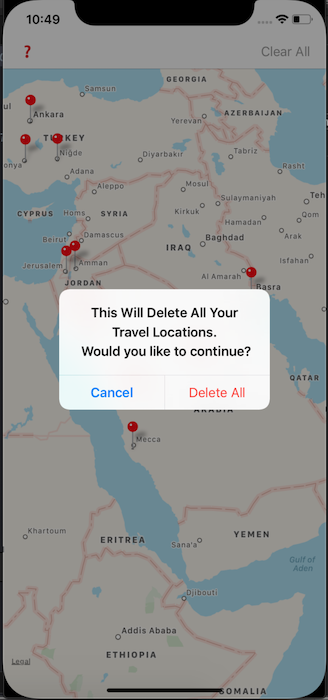 10:49
?
Clear All
Samsun
GEORGIA
Ankara
Yerevan
AZERBAIJAN
TURKEY
Niğde
Diyarbakır
Tabriz
Rasht
Adana
Aleppo
Mosul
Sulaymaniyah
CYPRUS
Homs
SYRIA
Kirkuk
Hamadan
Qom
Beirut
Damascus
IRAQ
Baghdad
Arak
Jerusalem
Amman
Al Amarah
Isfahan
JORDAN
Basra
This Will Delete All Your
Travel Locations.
Would you like to continue?
Cancel
Delete All
QATAR
ARABIA
Mecca
Khartoum
ERITREA
Sana'a
YEMEN
Gulf of
Aden
Djibouti
Addis Ababa
ETHIOPIA
Legal
SOMALIA